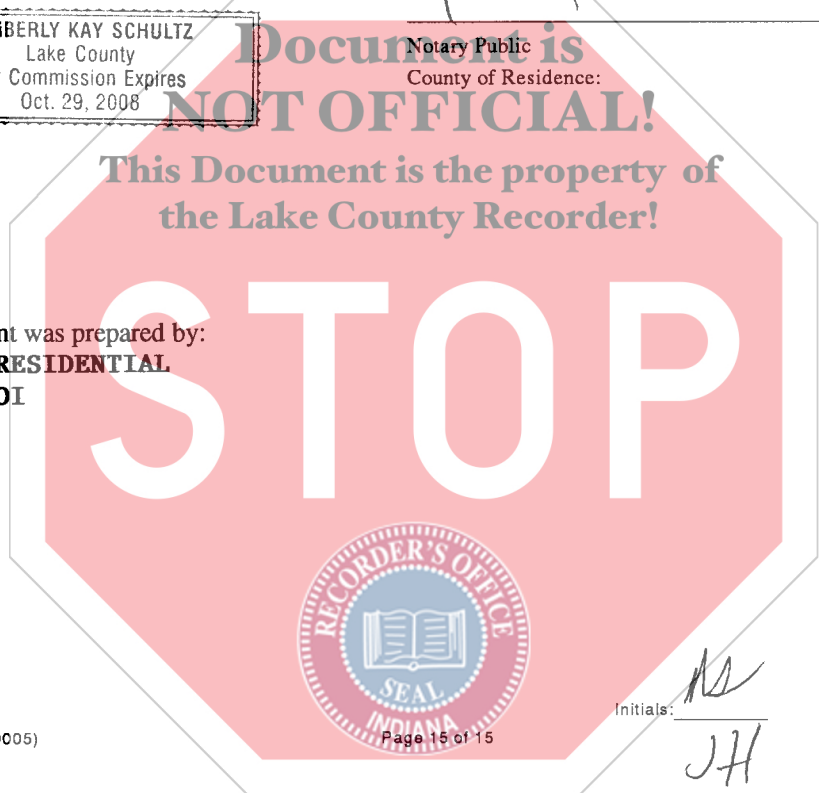 BERLY KAY SCHULTZ
Lake County
Commission Expires
Oct. 29, 2008
Notary Public
County of Residence:
Document is
NOT OFFICIAL!
This Document is the property of
the Lake County Recorder!
STOP
nt was prepared by:
RESIDENTIAL
OI
RECORDER'S OFFICE
SEAL
INDIANA
Initials:
JH
005)
Page 15 of 15